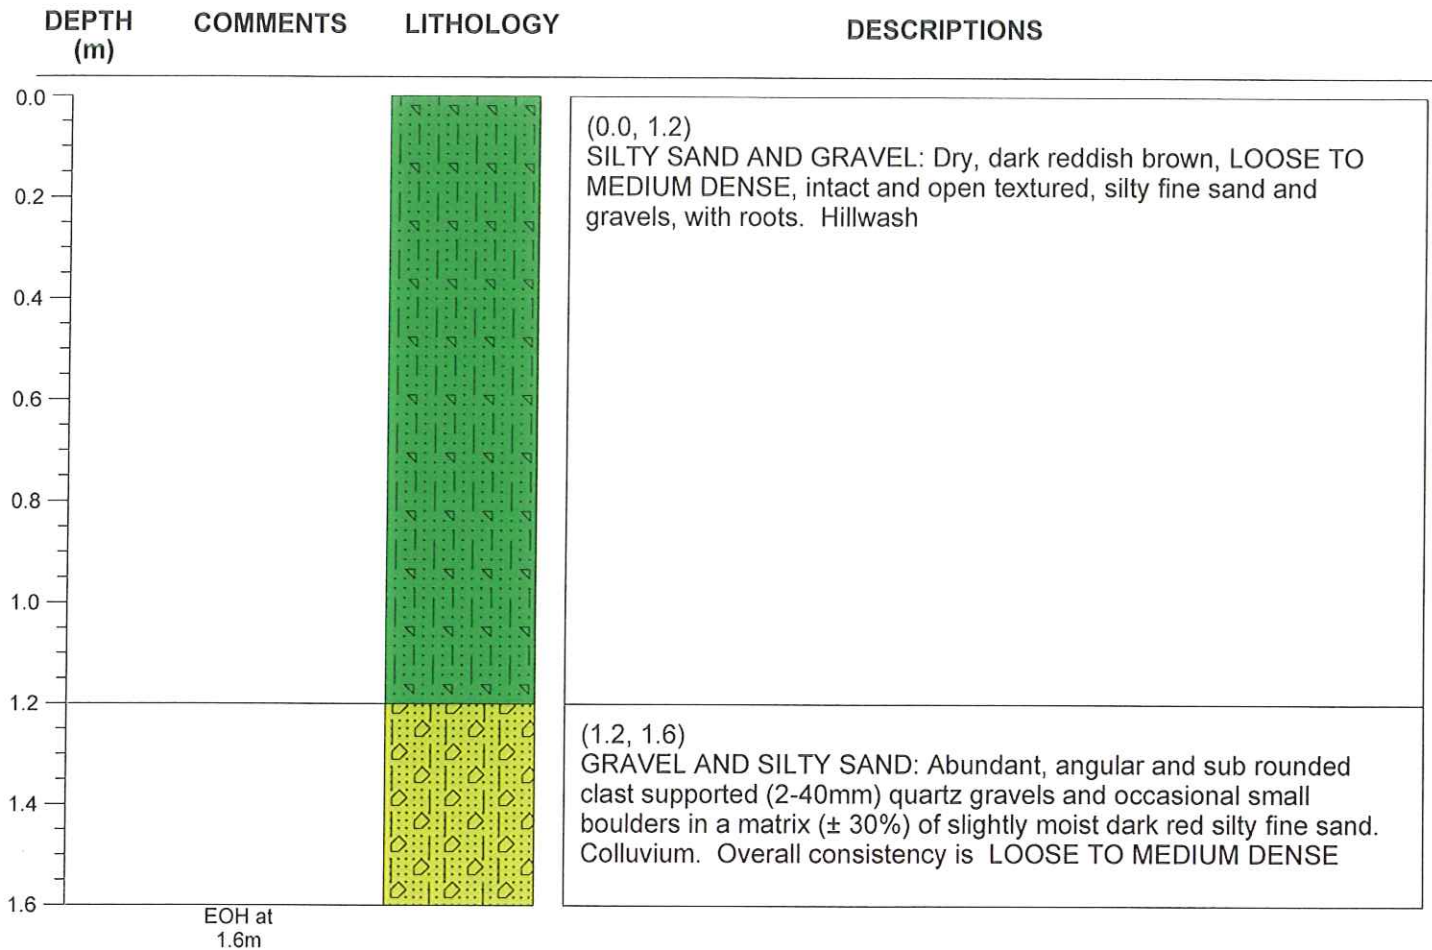 DEPTH
(m)
COMMENTS
LITHOLOGY
DESCRIPTIONS
0.0
0.2
0.4
0.6
0.8
1.0
1.2
1.4
1.6
(0.0, 1.2)
SILTY SAND AND GRAVEL: Dry, dark reddish brown, LOOSE TO
MEDIUM DENSE, intact and open textured, silty fine sand and
gravels, with roots. Hillwash
(1.2, 1.6)
GRAVEL AND SILTY SAND: Abundant, angular and sub rounded
clast supported (2-40mm) quartz gravels and occasional small
boulders in a matrix (± 30%) of slightly moist dark red silty fine sand.
Colluvium. Overall consistency is LOOSE TO MEDIUM DENSE
EOH at
1.6m